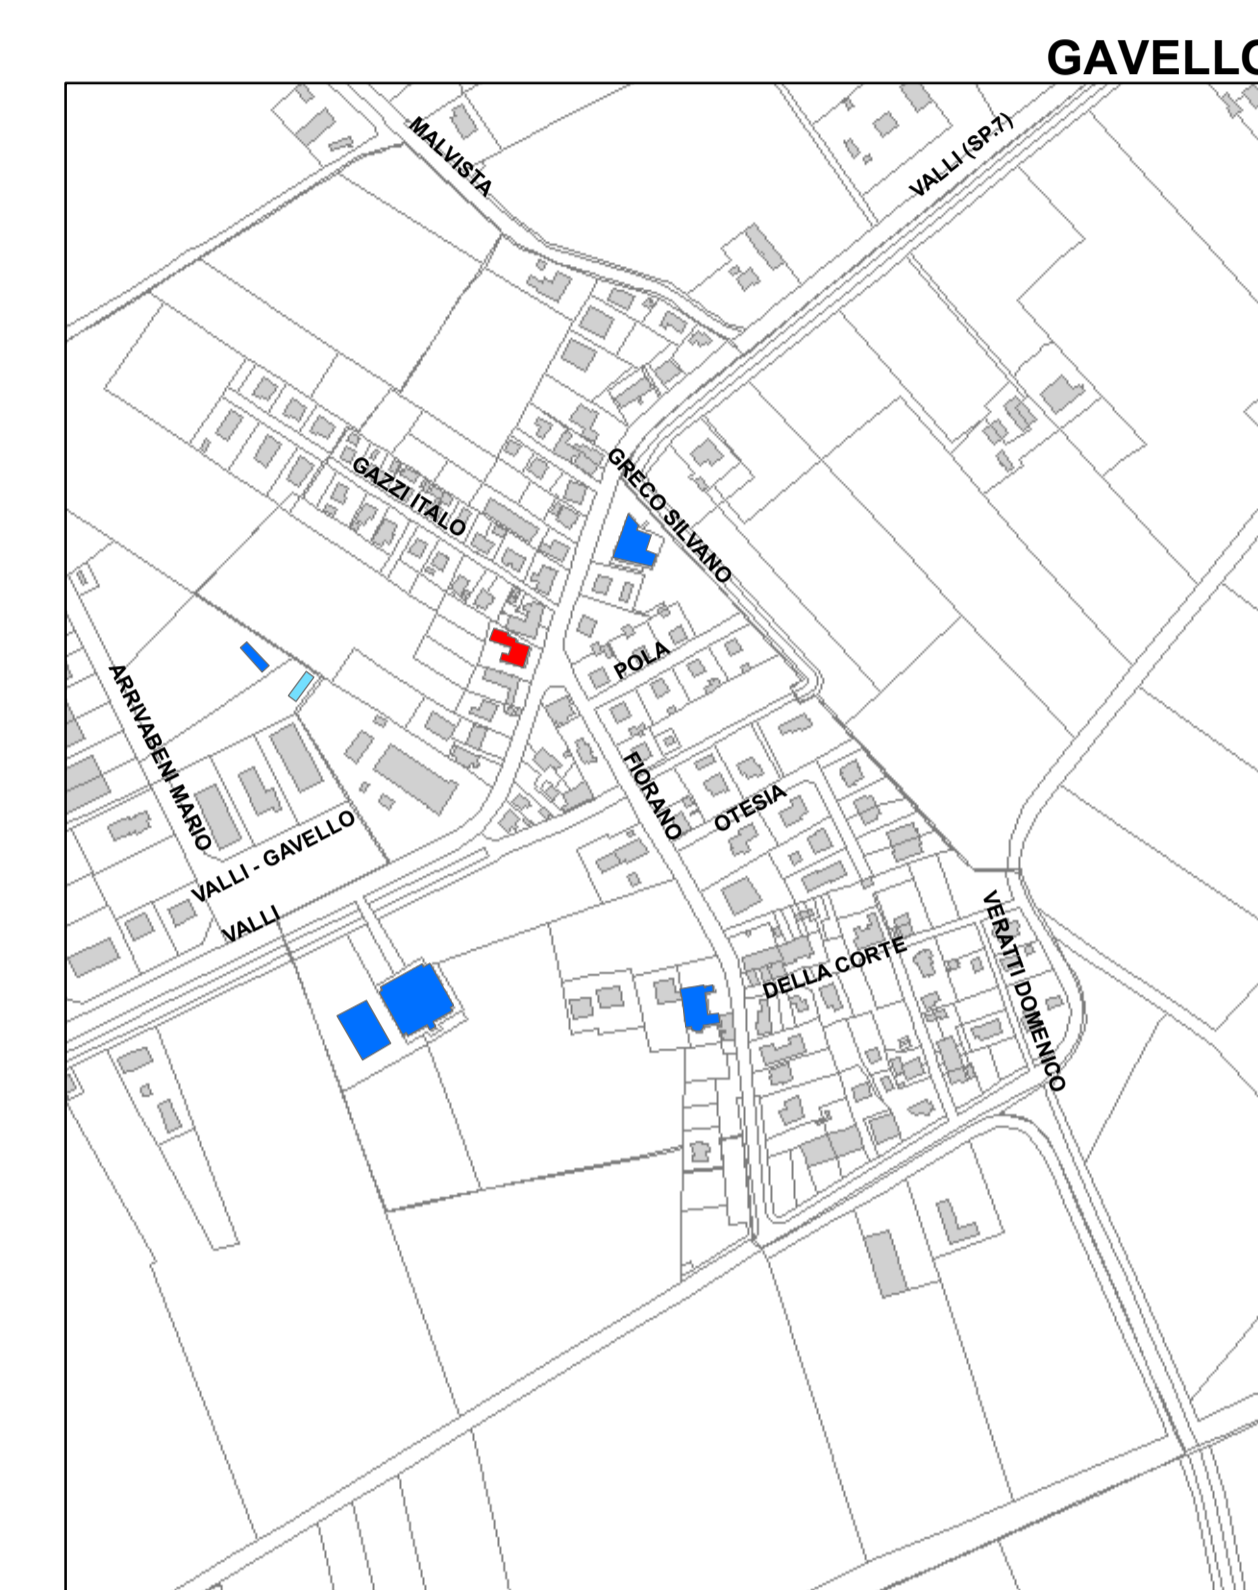 GAVELLO
MALVISTA
VALLI (SP.7)
GRECO SILVANO
GAZZI ITALO
POLA
ARRIVABENI MARIO
FIORANO
OTESIA
VALLI - GAVELLO
VALLI
DELLA CORTE
VERATTI DOMENICO